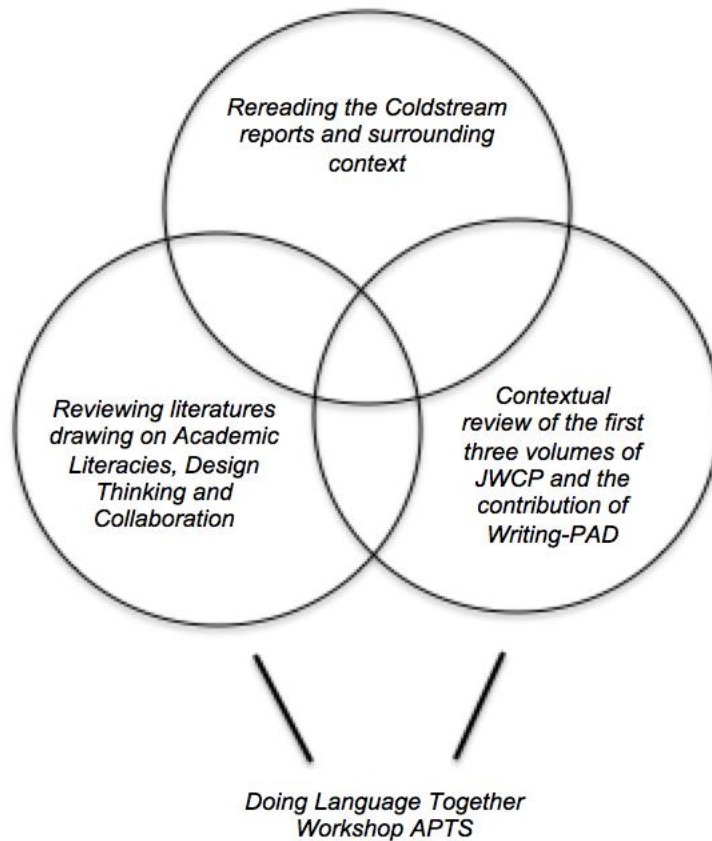 Rereading the Coldstream
reports and surrounding
context
Reviewing literatures
drawing on Academic
Literacies, Design
Thinking and
Collaboration
Contextual
review of the first
three volumes of
JWCP and the
contribution of
Writing-PAD
Doing Language Together
Workshop APTS